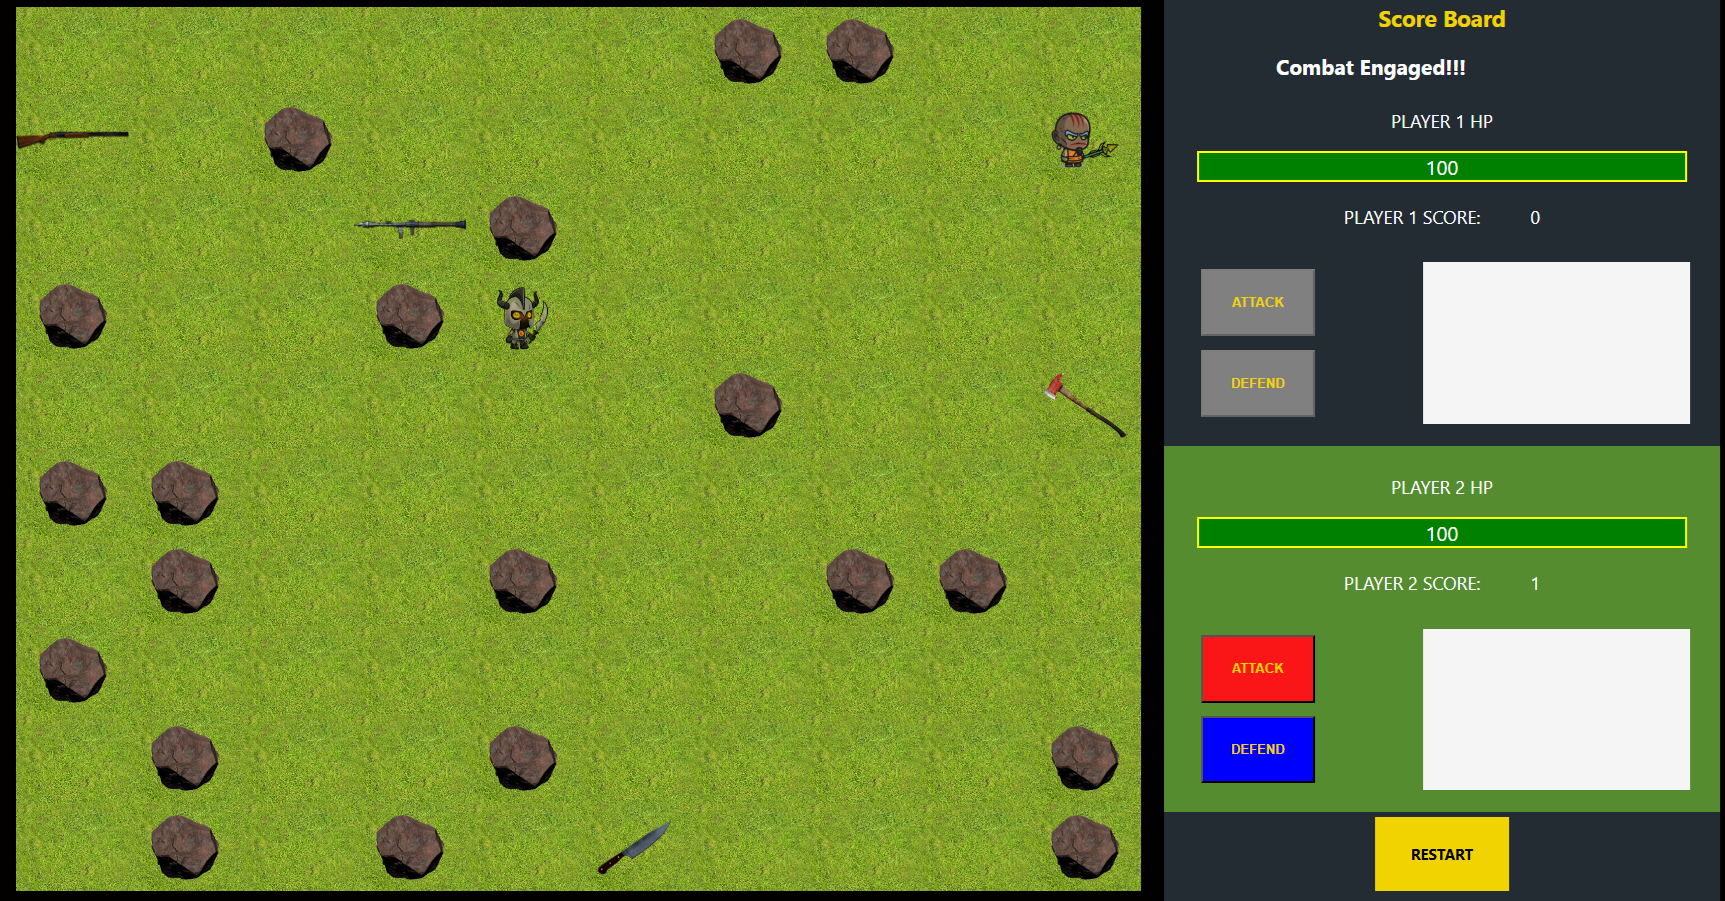 Score Board
Combat Engaged!!!
PLAYER 1 HP
100
PLAYER 1 SCORE: 0
ATTACK
DEFEND
PLAYER 2 HP
100
PLAYER 2 SCORE: 1
ATTACK
DEFEND
RESTART